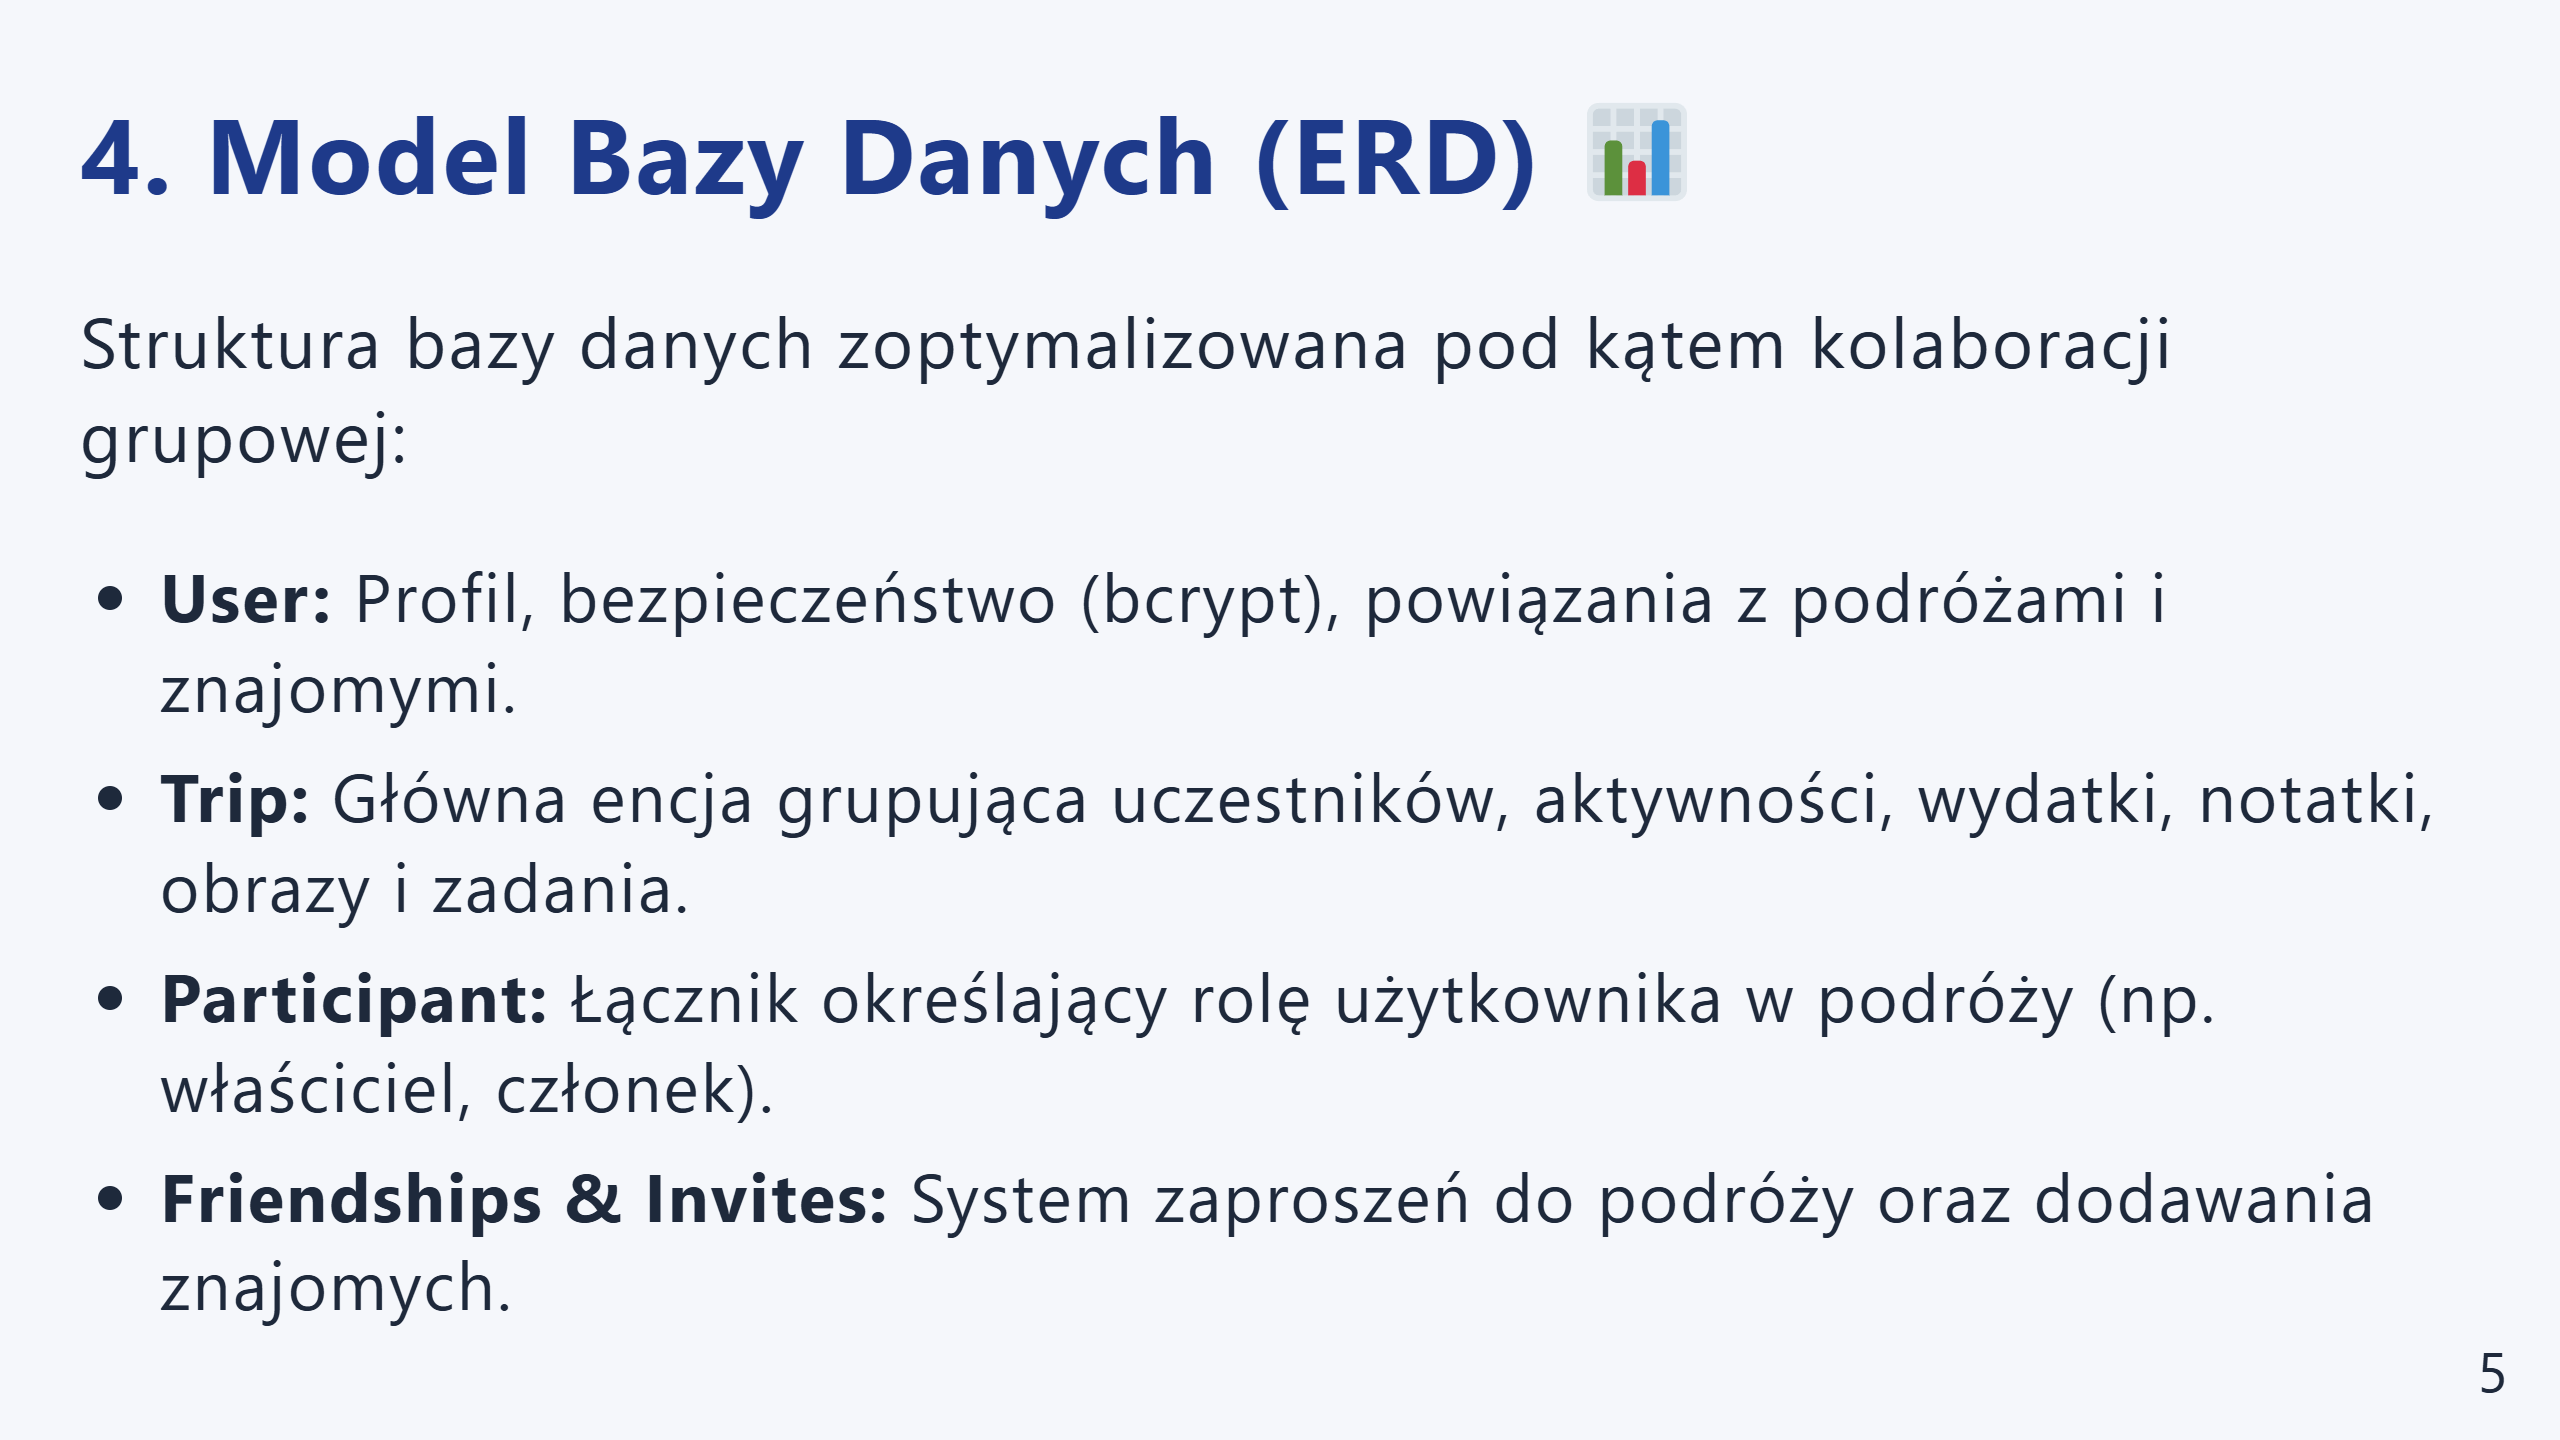 4. Model Bazy Danych (ERD)
Struktura bazy danych zoptymalizowana pod kątem kolaboracji
grupowej:
• User: Profil, bezpieczeństwo (bcrypt), powiązania z podróżami i
znajomymi.
• Trip: Główna encja grupująca uczestników, aktywności, wydatki, notatki,
obrazy i zadania.
• Participant: Łącznik określający rolę użytkownika w podróży (np.
właściciel, członek).
• Friendships & Invites: System zaproszeń do podróży oraz dodawania
znajomych.
5